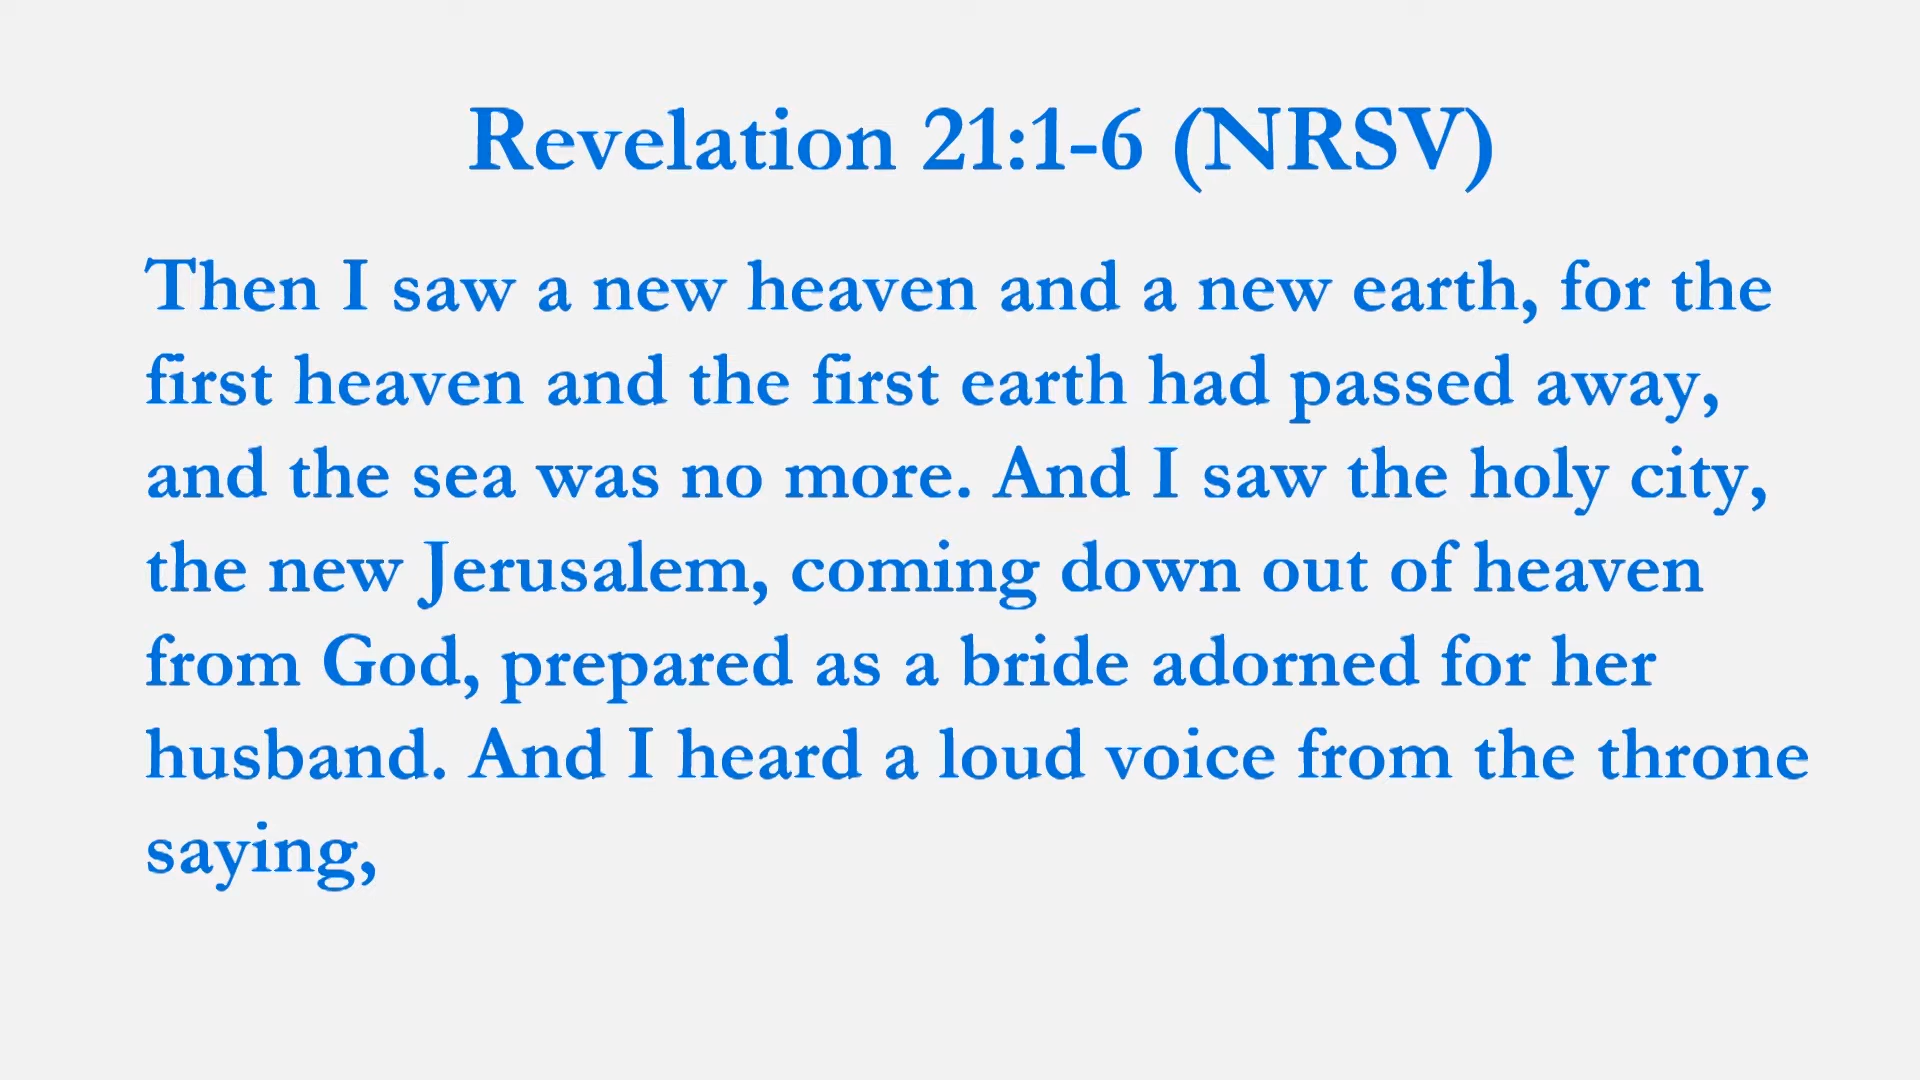 Revelation 21:1-6 (NRSV)
Then I saw a new heaven and a new earth, for the
first heaven and the first earth had passed away,
and the sea was no more. And I saw the holy city,
the new Jerusalem, coming down out of heaven
from God, prepared as a bride adorned for her
husband. And I heard a loud voice from the throne
saying,